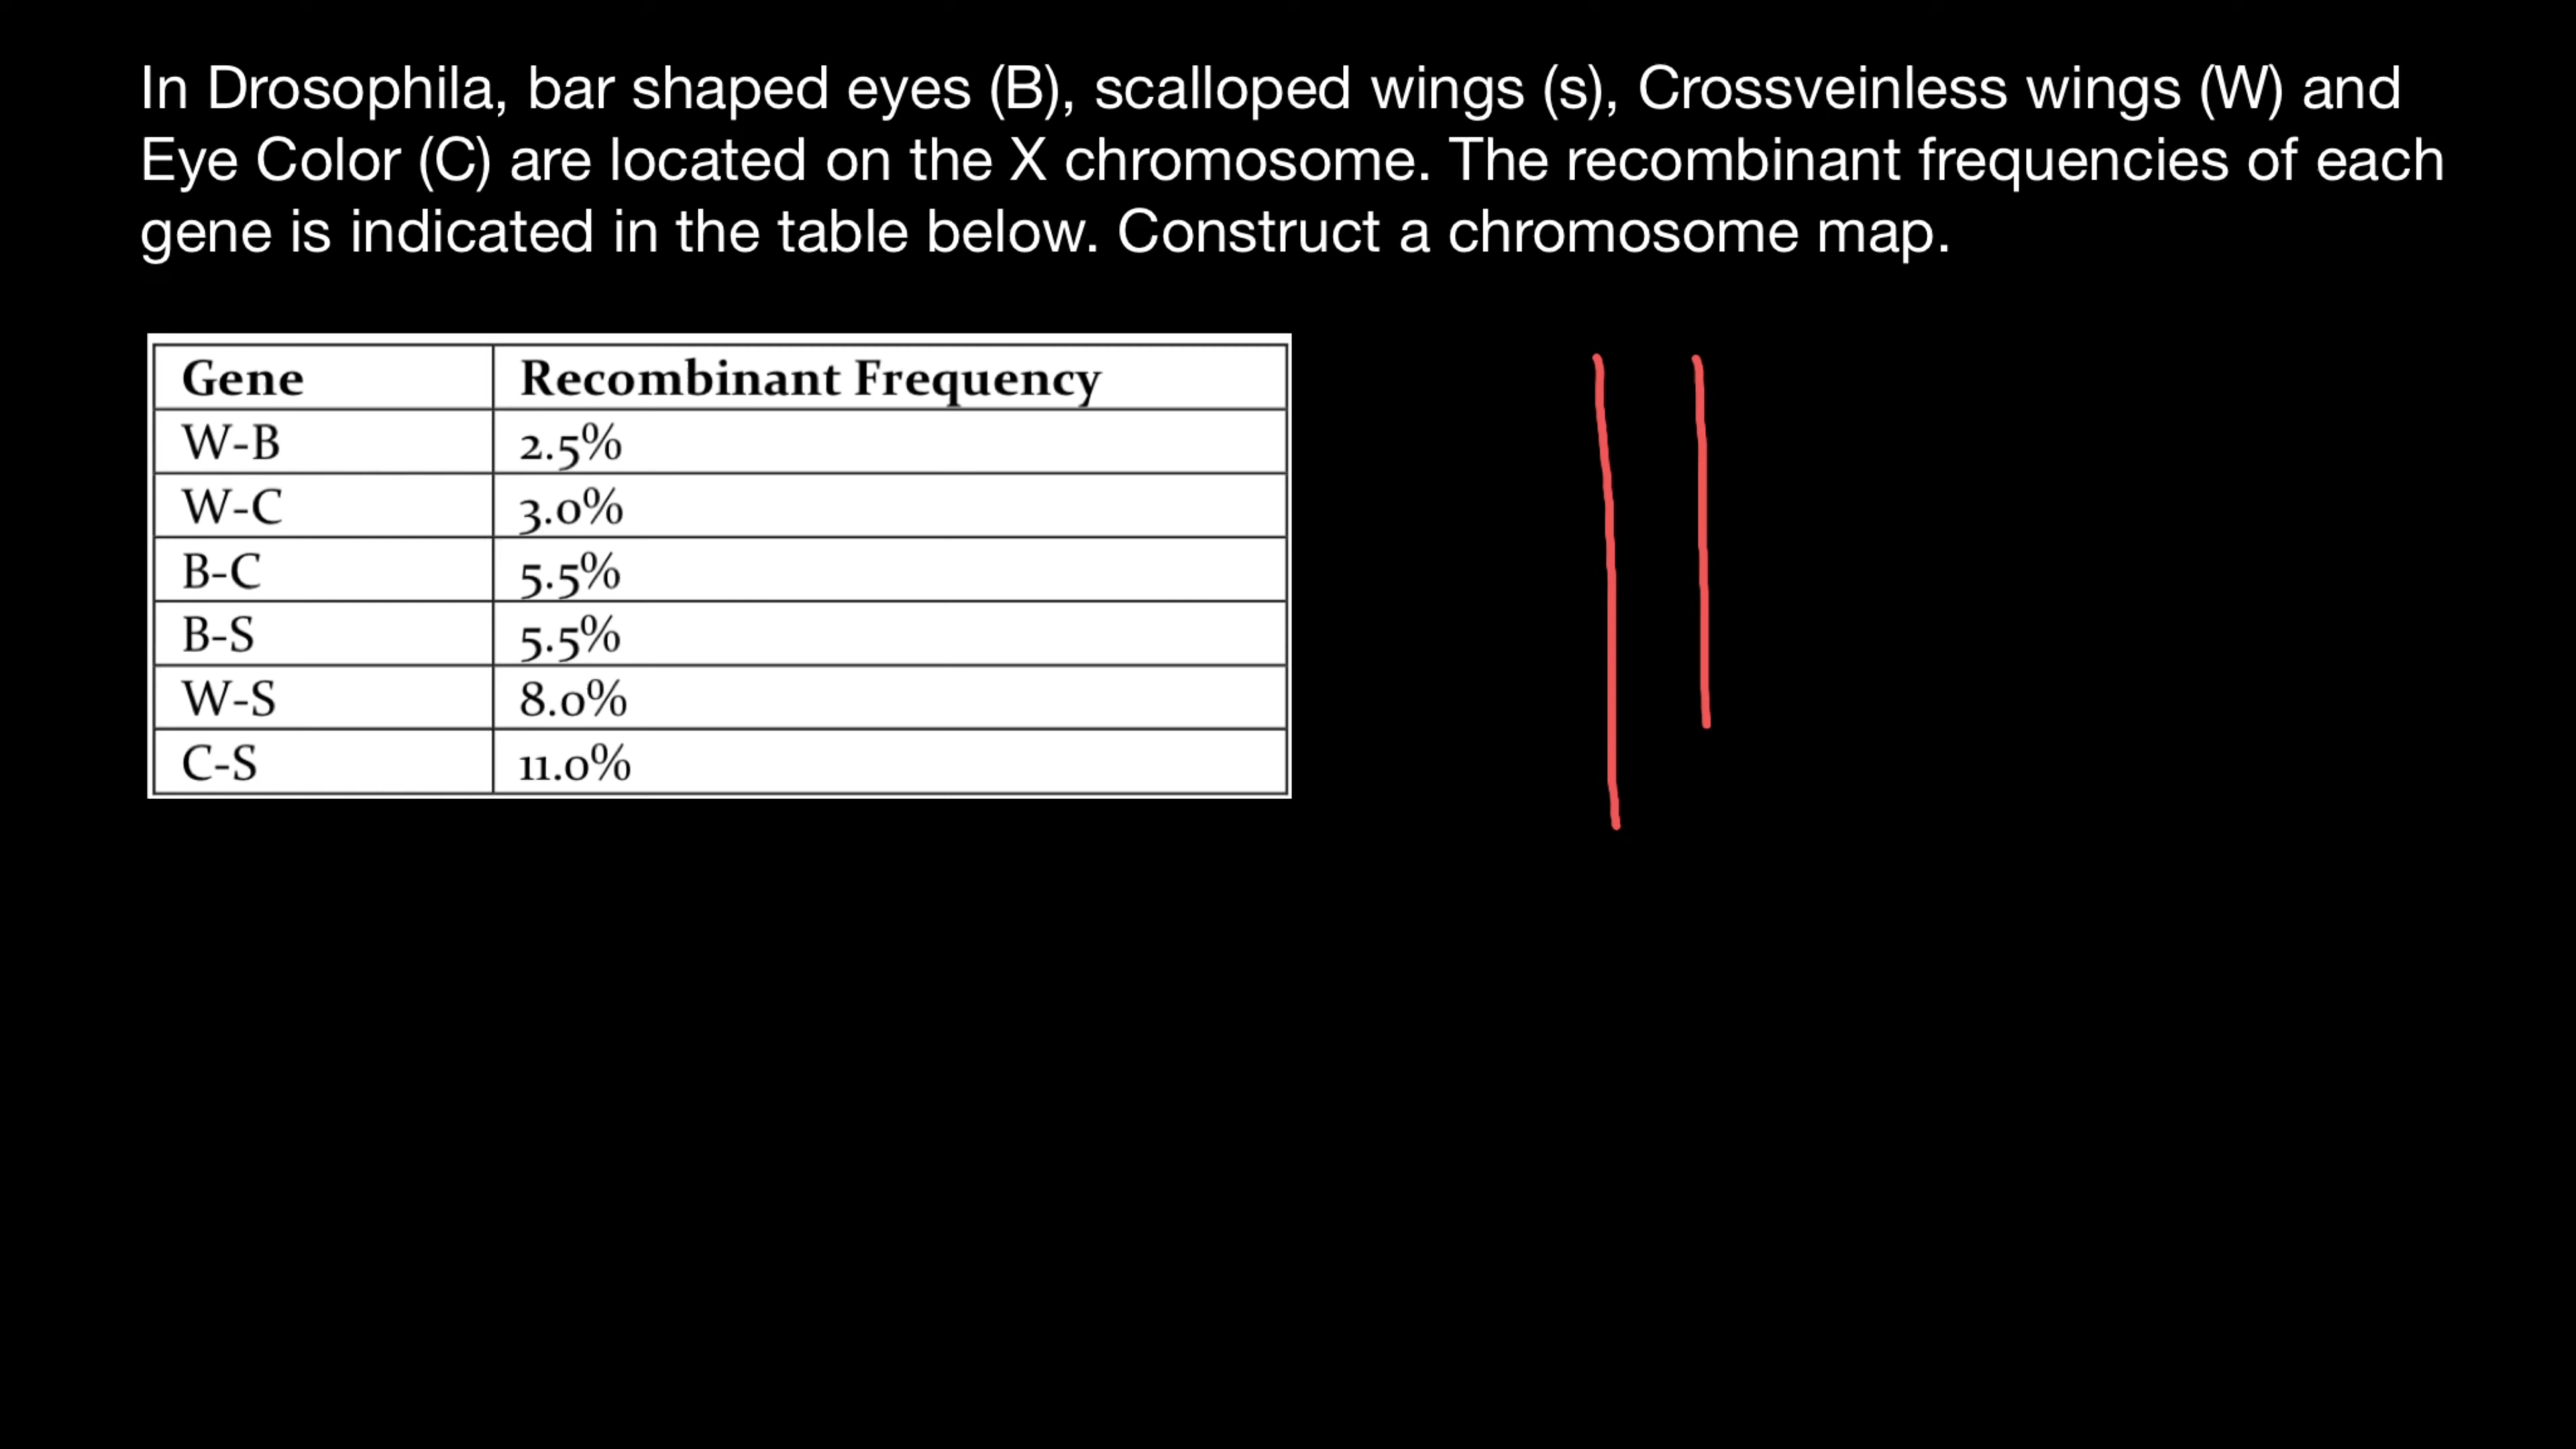 In Drosophila, bar shaped eyes (B), scalloped wings (s), Crossveinless wings (W) and
Eye Color (C) are located on the X chromosome. The recombinant frequencies of each
gene is indicated in the table below. Construct a chromosome map.
Gene Recombinant Frequency
W-B 2.5%
W-C 3.0%
B-C 5.5%
B-S 5.5%
W-S 8.0%
C-S 11.0%